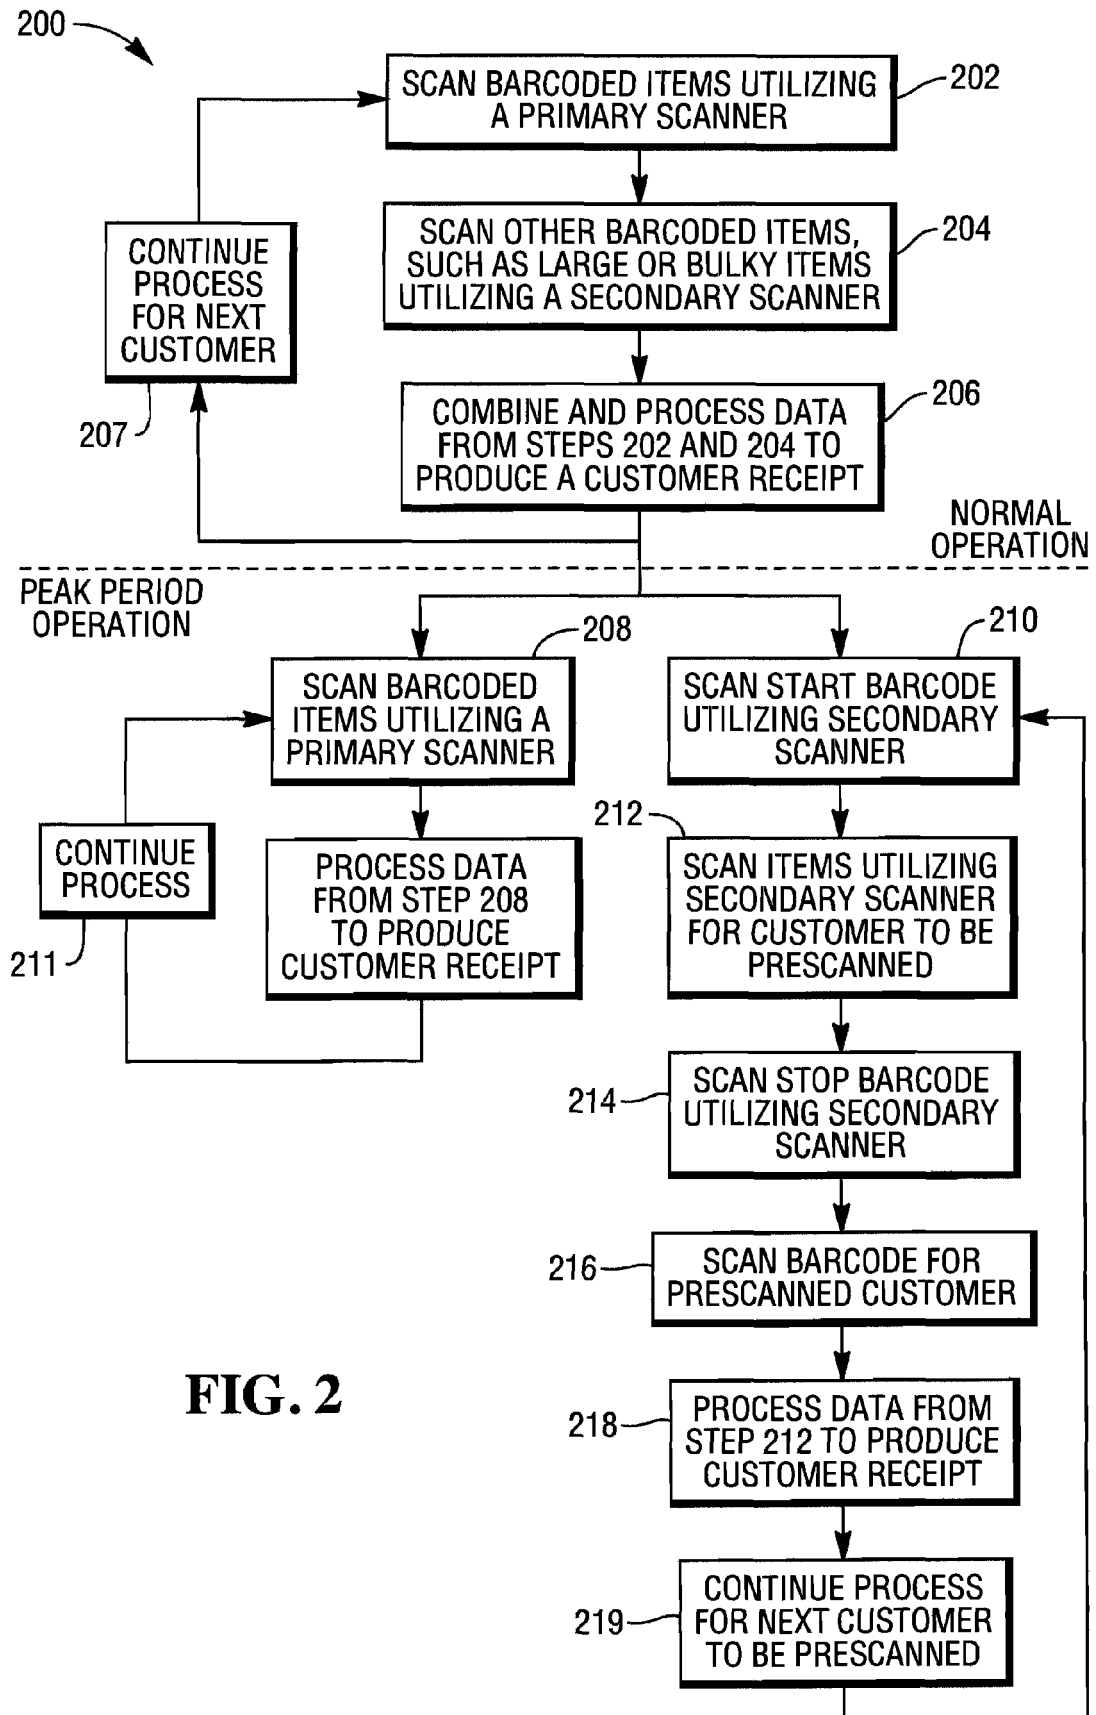 200
SCAN BARCODED ITEMS UTILIZING
A PRIMARY SCANNER
202
SCAN OTHER BARCODED ITEMS,
SUCH AS LARGE OR BULKY ITEMS
UTILIZING A SECONDARY SCANNER
204
CONTINUE
PROCESS
FOR NEXT
CUSTOMER
207
COMBINE AND PROCESS DATA
FROM STEPS 202 AND 204 TO
PRODUCE A CUSTOMER RECEIPT
206
NORMAL
OPERATION
PEAK PERIOD
OPERATION
208
SCAN BARCODED
ITEMS UTILIZING A
PRIMARY SCANNER
210
SCAN START BARCODE
UTILIZING SECONDARY
SCANNER
CONTINUE
PROCESS
211
PROCESS DATA
FROM STEP 208
TO PRODUCE
CUSTOMER RECEIPT
212
SCAN ITEMS UTILIZING
SECONDARY SCANNER
FOR CUSTOMER TO BE
PRESCANNED
214
SCAN STOP BARCODE
UTILIZING SECONDARY
SCANNER
216
SCAN BARCODE FOR
PRESCANNED CUSTOMER
FIG. 2
218
PROCESS DATA FROM
STEP 212 TO PRODUCE
CUSTOMER RECEIPT
219
CONTINUE PROCESS
FOR NEXT CUSTOMER
TO BE PRESCANNED